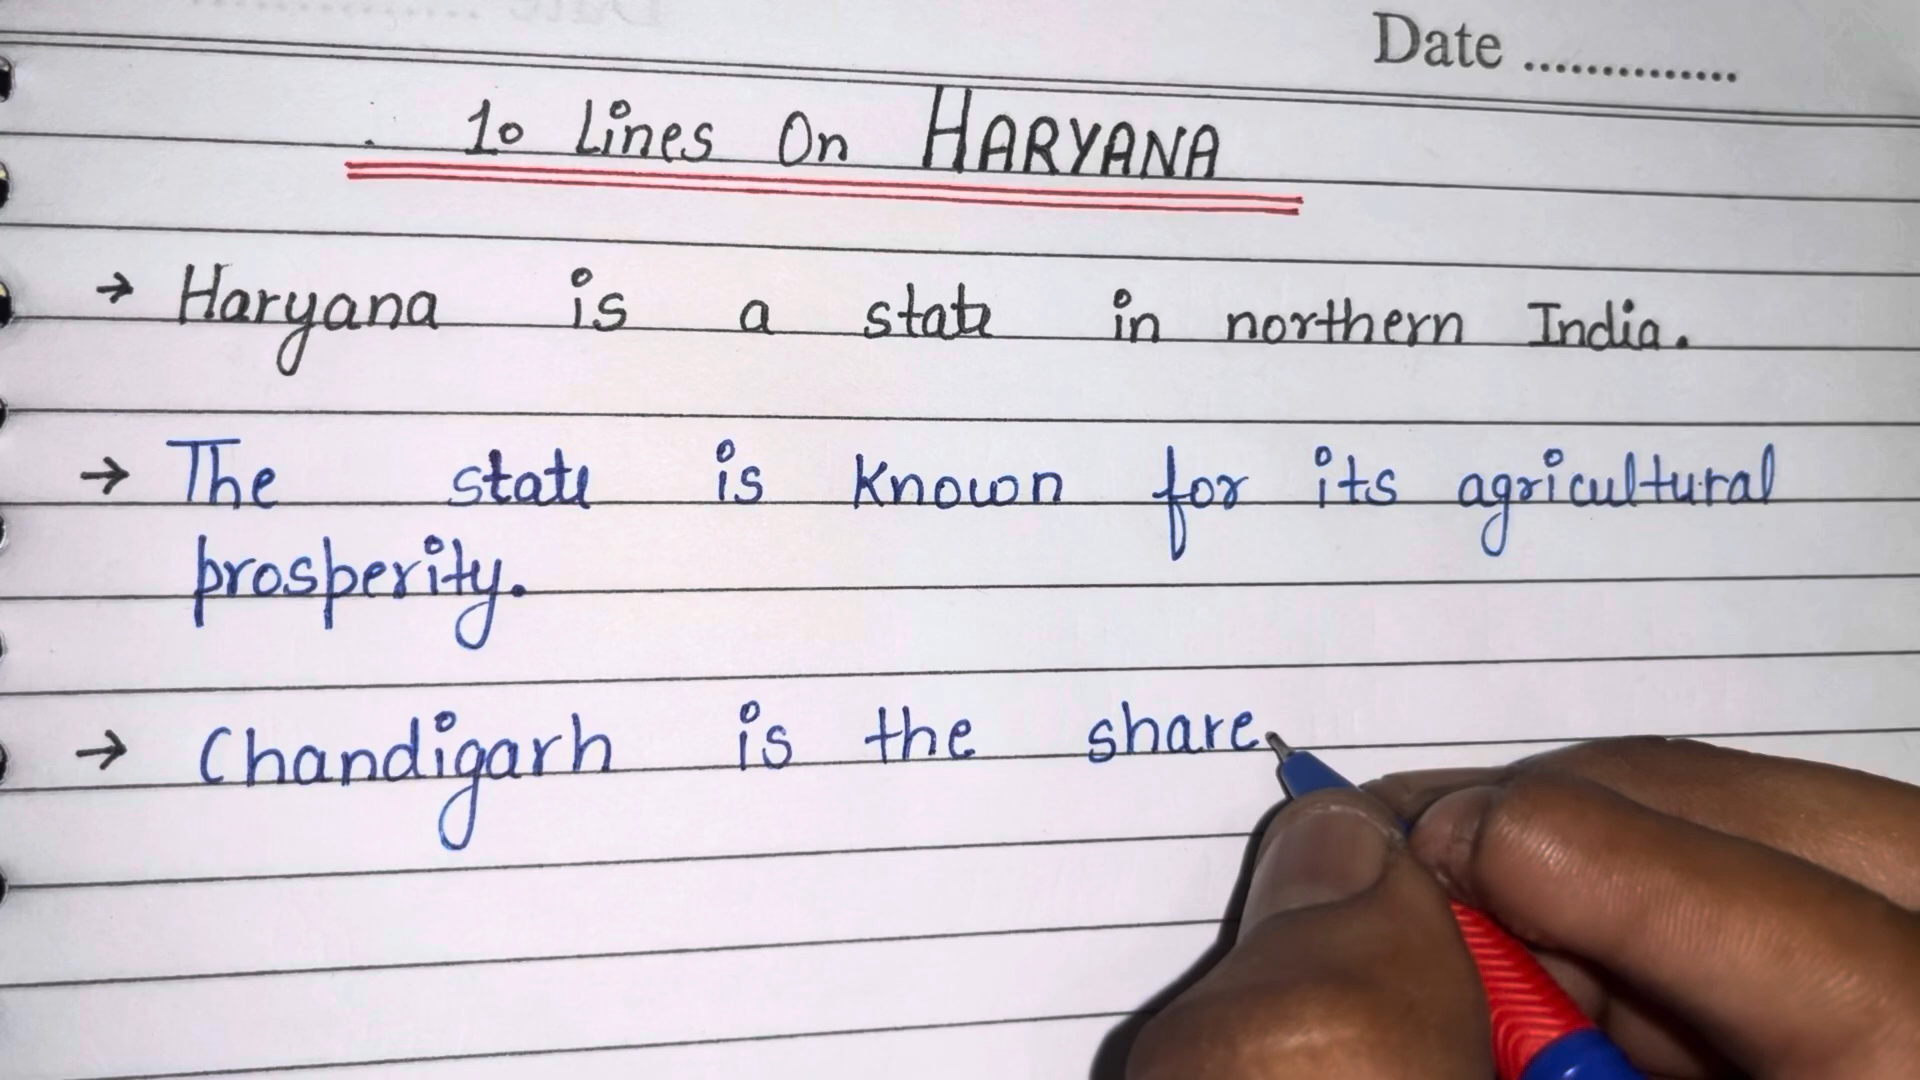 Date ..............
10 Lines On HARYANA
→ Haryana is a state in northern India.
→ The state is known for its agricultural
prosperity.
→ Chandigarh is the share